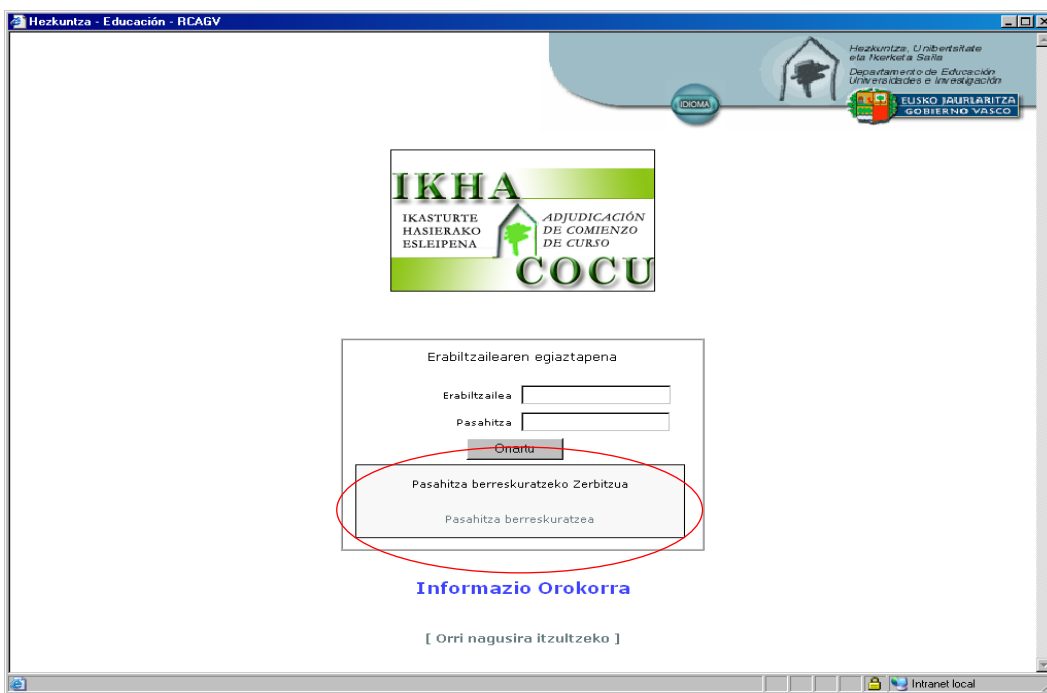 Hezkuntza - Educación - RCAGV
Hezkuntza, Unibertsitate
eta Ikerketa Saila
Departamento de Educación
Universidades e Investigación
EUSKO JAURLARITZA
GOBIERNO VASCO
IDIOMA
IKHA
IKASTURTE
HASIERAKO
ESLEIPENA
ADJUDICACIÓN
DE COMIENZO
DE CURSO
COCU
Erabiltzailearen egiaztapena
Erabiltzailea
Pasahitza
Onartu
Pasahitza berreskuratzeko Zerbitzua
Pasahitza berreskuratzea
Informazio Orokorra
[ Orri nagusira itzultzeko ]
Intranet local